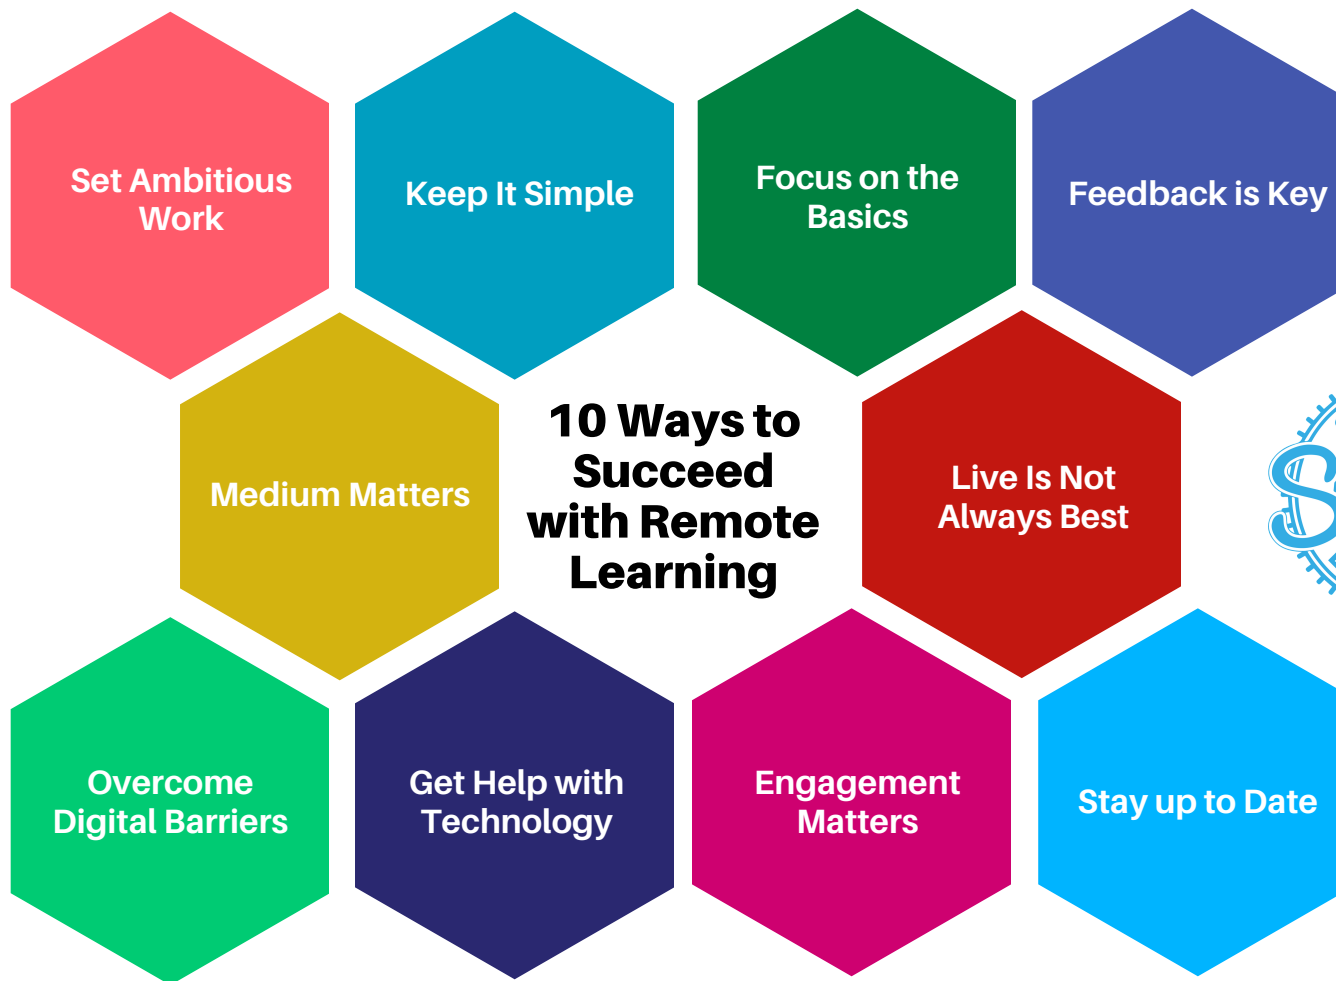 Set Ambitious
Work
Keep It Simple
Focus on the
Basics
Feedback is Key
Medium Matters
10 Ways to
Succeed
with Remote
Learning
Live Is Not
Always Best
Overcome
Digital Barriers
Get Help with
Technology
Engagement
Matters
Stay up to Date